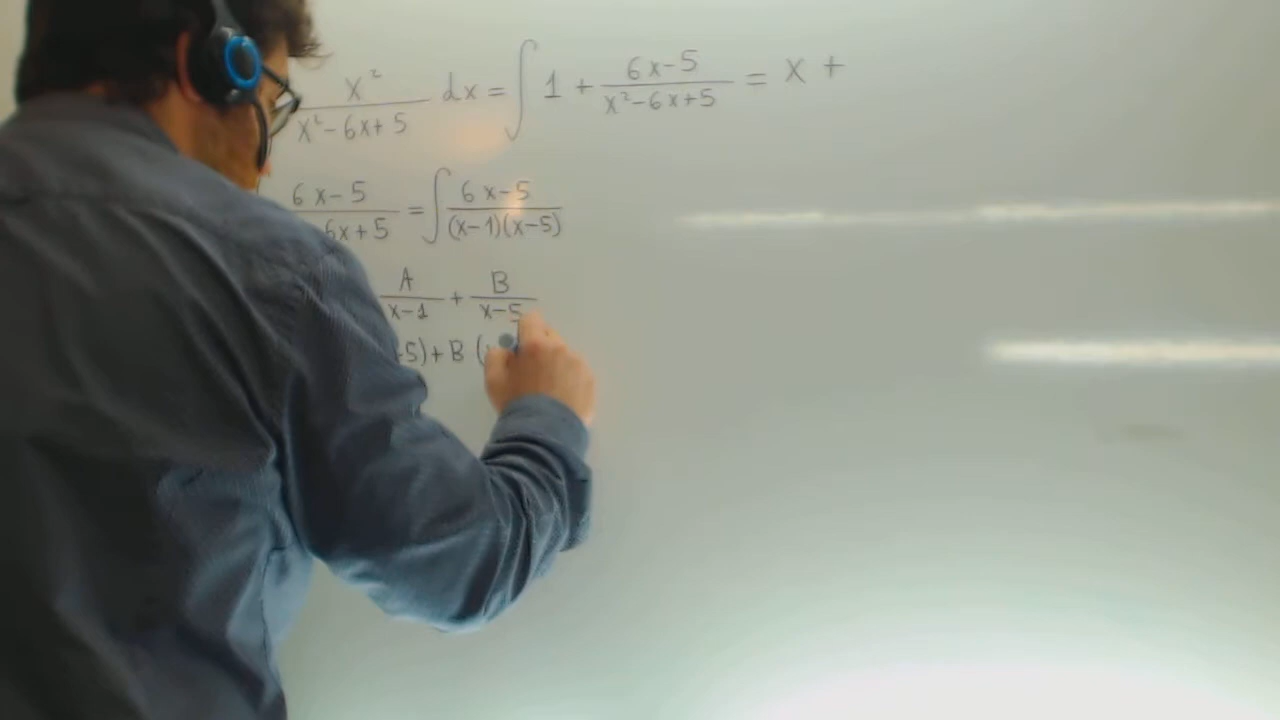 x² / x²-6x+5 dx = ∫ 1 + 6x-5 / x²-6x+5 = x +
6x-5 / 6x+5 = ∫ 6x-5 / (x-1)(x-5)
A / x-1 + B / x-5
5)+B (